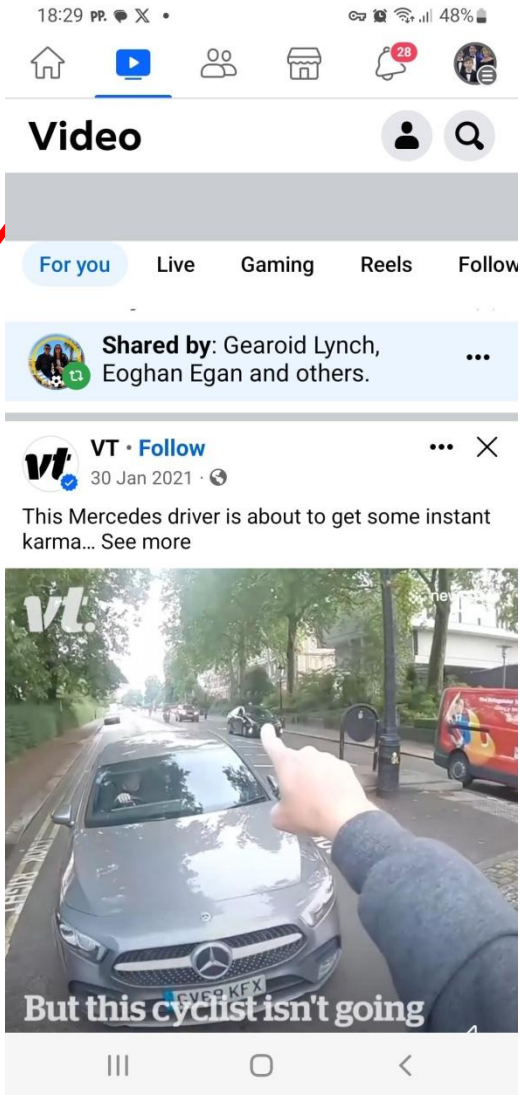 18:29 PP. X • 48%
28
Video
For you Live Gaming Reels Follow
Shared by: Gearoid Lynch,
Eoghan Egan and others.
vt VT · Follow
30 Jan 2021 ·
This Mercedes driver is about to get some instant
karma... See more
vt.
But this cyclist isn't going